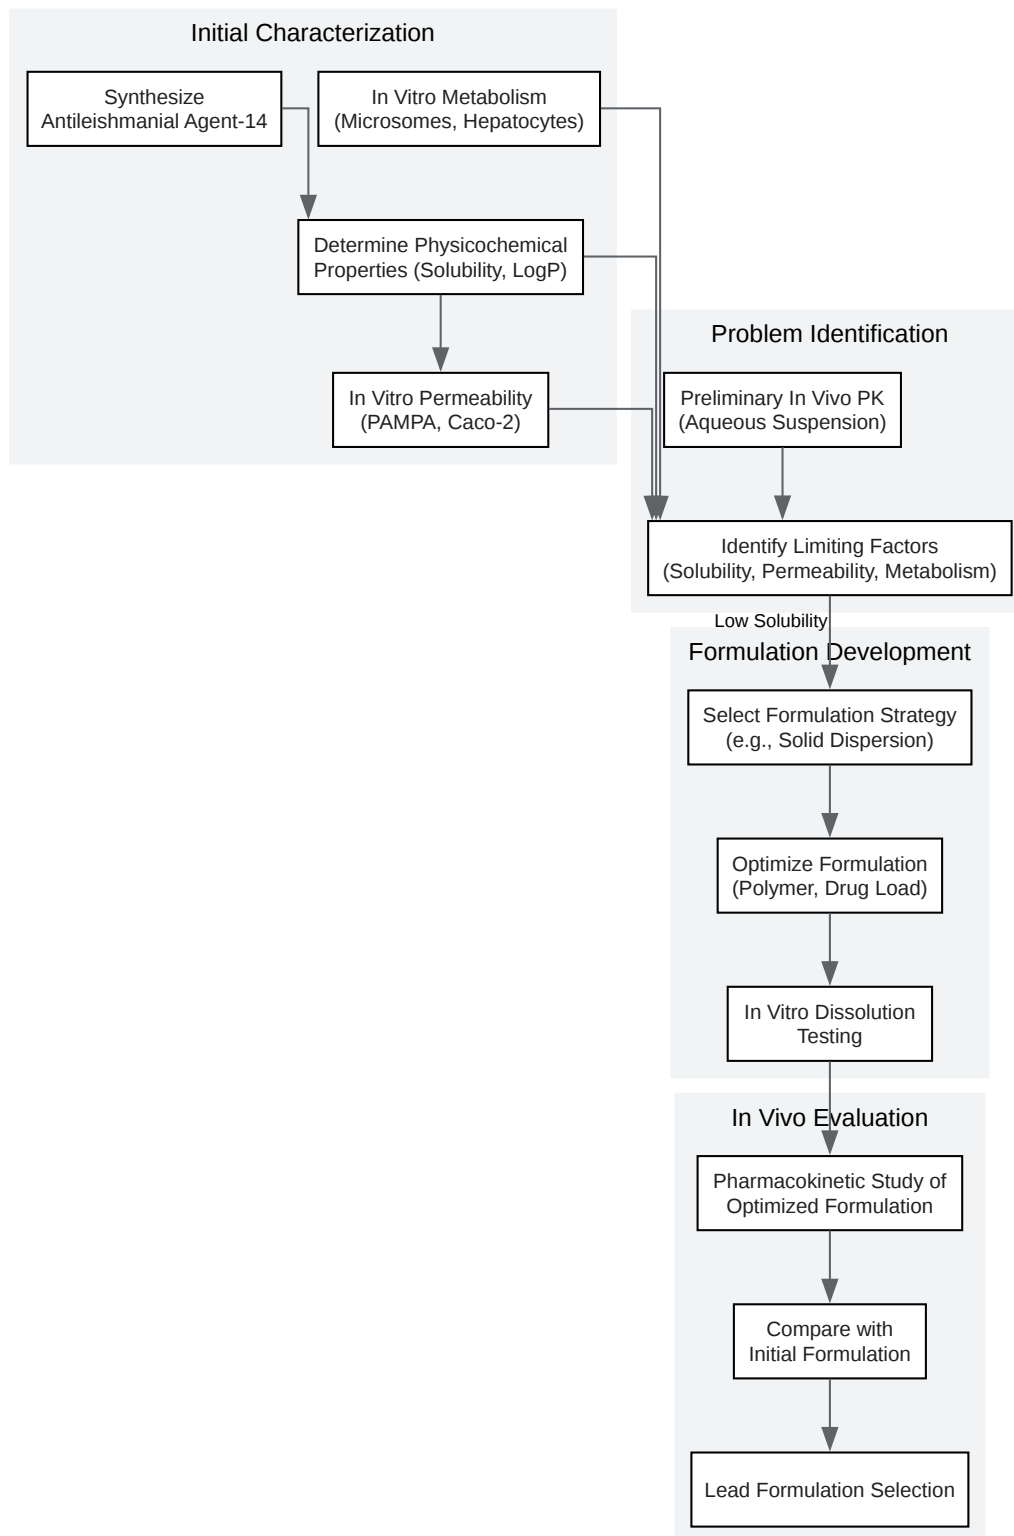 Initial Characterization
Synthesize
Antileishmanial Agent-14
In Vitro Metabolism
(Microsomes, Hepatocytes)
Determine Physicochemical
Properties (Solubility, LogP)
In Vitro Permeability
(PAMPA, Caco-2)
Problem Identification
Preliminary In Vivo PK
(Aqueous Suspension)
Identify Limiting Factors
(Solubility, Permeability, Metabolism)
Low Solubility
Formulation Development
Select Formulation Strategy
(e.g., Solid Dispersion)
Optimize Formulation
(Polymer, Drug Load)
In Vitro Dissolution
Testing
In Vivo Evaluation
Pharmacokinetic Study of
Optimized Formulation
Compare with
Initial Formulation
Lead Formulation Selection